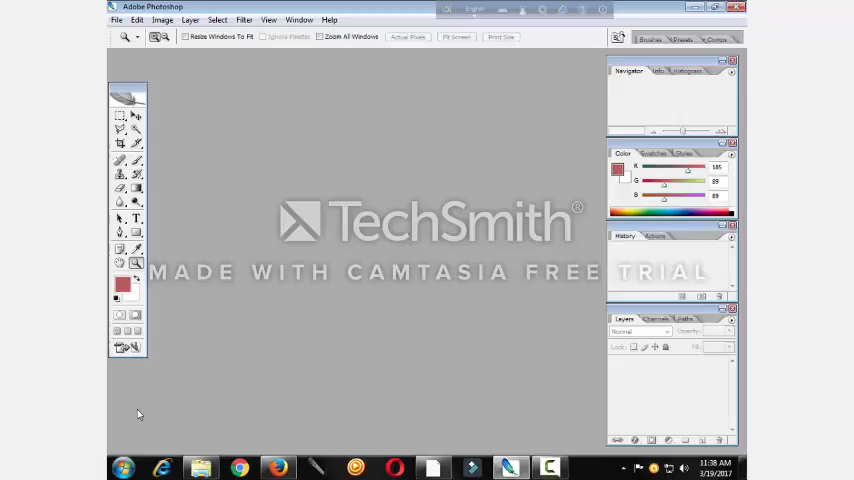 Adobe Photoshop
English
File Edit Image Layer Select Filter View Window Help
Resize Windows To Fit Ignore Palettes Zoom All Windows Actual Pixels Fit Screen Print Size
Brushes Presets Comps
Navigator Info Histogram
Color Swatches Styles
R 185
G 89
B 89
History Actions
Layers Channels Paths
Normal Opacity:
Lock: Fill:
TechSmith®
MADE WITH CAMTASIA FREE TRIAL
11:38 AM
3/19/2017